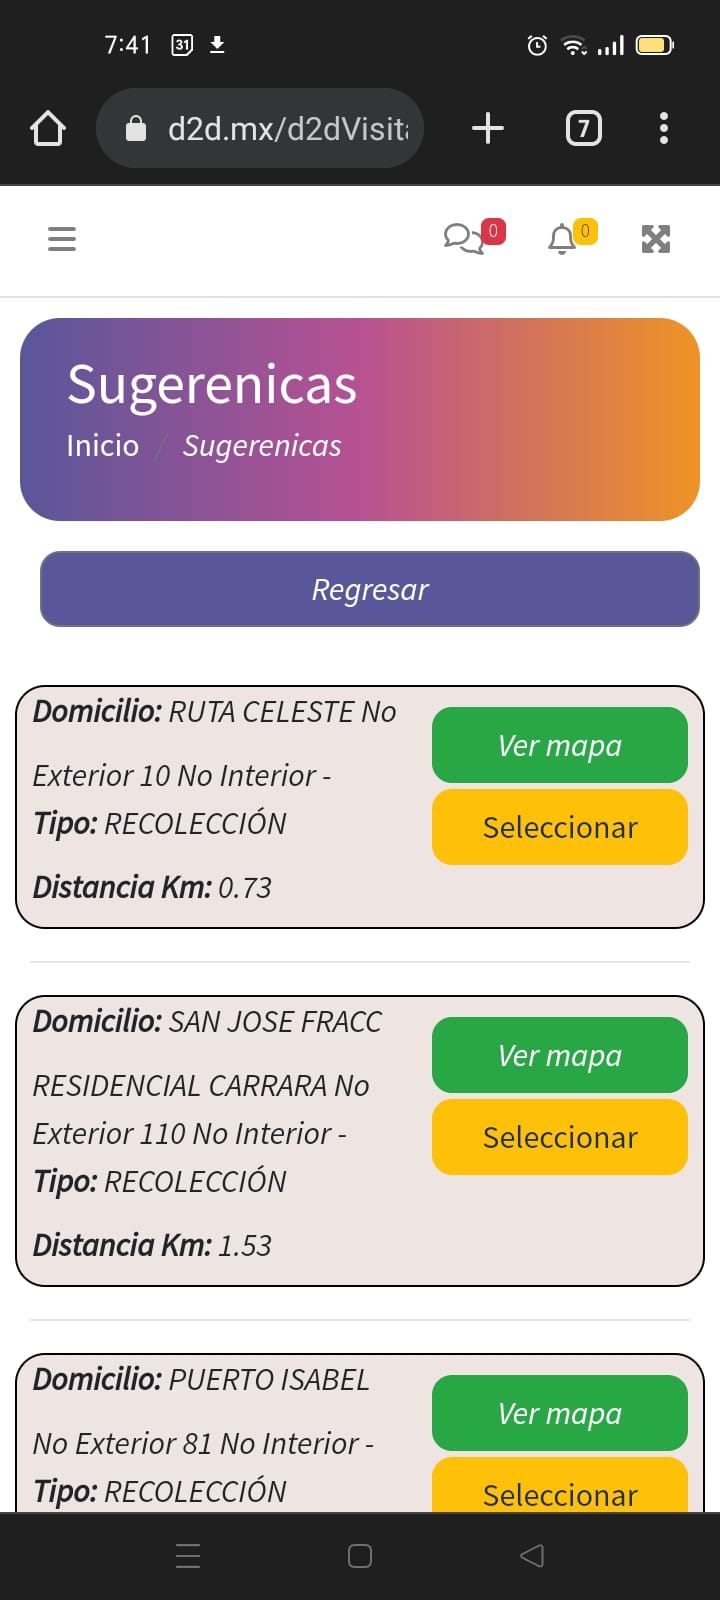 7:41 31
d2d.mx/d2dVisit
7
0 0
Sugerenicas
Inicio / Sugerenicas
Regresar
Domicilio: RUTA CELESTE No
Exterior 10 No Interior -
Tipo: RECOLECCIÓN
Distancia Km: 0.73
Ver mapa
Seleccionar
Domicilio: SAN JOSE FRACC
RESIDENCIAL CARRARA No
Exterior 110 No Interior -
Tipo: RECOLECCIÓN
Distancia Km: 1.53
Ver mapa
Seleccionar
Domicilio: PUERTO ISABEL
No Exterior 81 No Interior -
Tipo: RECOLECCIÓN
Ver mapa
Seleccionar